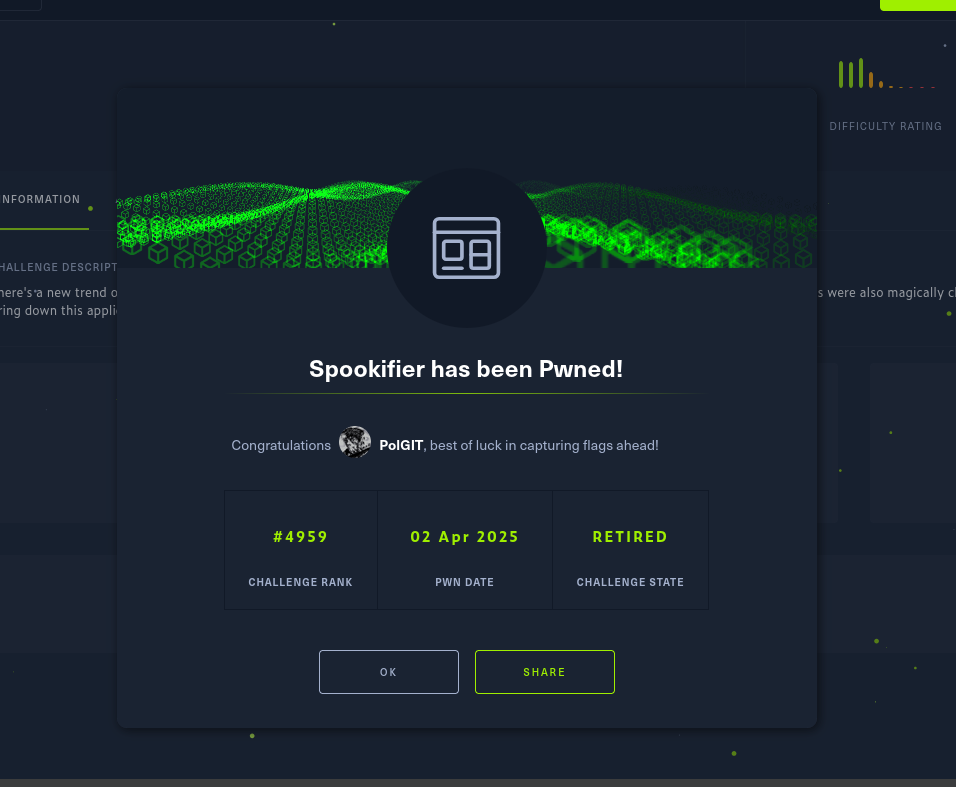 DIFFICULTY RATING
INFORMATION
HALLENGE DESCRIPT
here's a new trend o
s were also magically c
ring down this appli
Spookifier has been Pwned!
Congratulations PolGIT, best of luck in capturing flags ahead!
#4959 02 Apr 2025 RETIRED
CHALLENGE RANK PWN DATE CHALLENGE STATE
OK SHARE